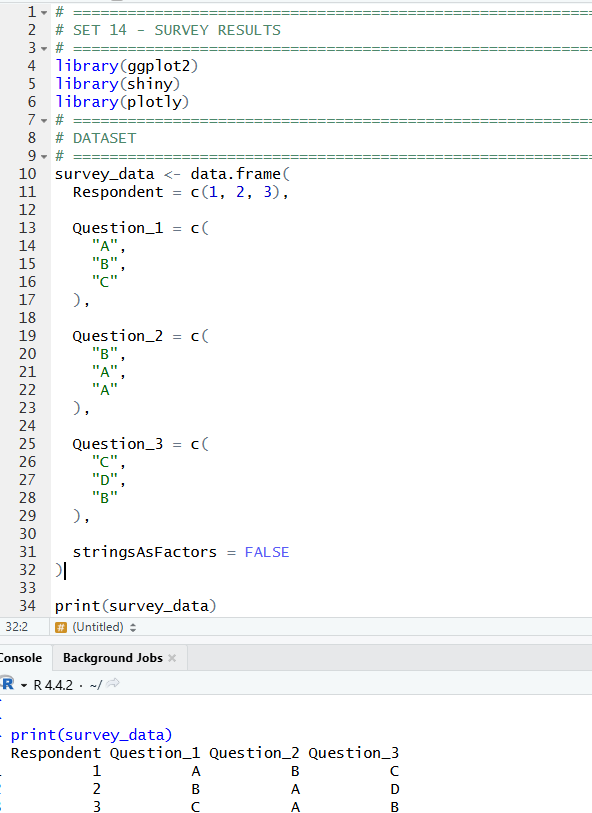 1 # ==========================================================
2 # SET 14 - SURVEY RESULTS
3 # ==========================================================
4 library(ggplot2)
5 library(shiny)
6 library(plotly)
7 # ==========================================================
8 # DATASET
9 # ==========================================================
10 survey_data <- data.frame(
11 Respondent = c(1, 2, 3),
12
13 Question_1 = c(
14 "A",
15 "B",
16 "C"
17 ),
18
19 Question_2 = c(
20 "B",
21 "A",
22 "A"
23 ),
24
25 Question_3 = c(
26 "C",
27 "D",
28 "B"
29 ),
30
31 stringsAsFactors = FALSE
32 )
33
34 print(survey_data)
32:2 # (Untitled)
Console Background Jobs
R R 4.4.2 · ~/
print(survey_data)
Respondent Question_1 Question_2 Question_3
1 A B C
2 B A D
3 C A B